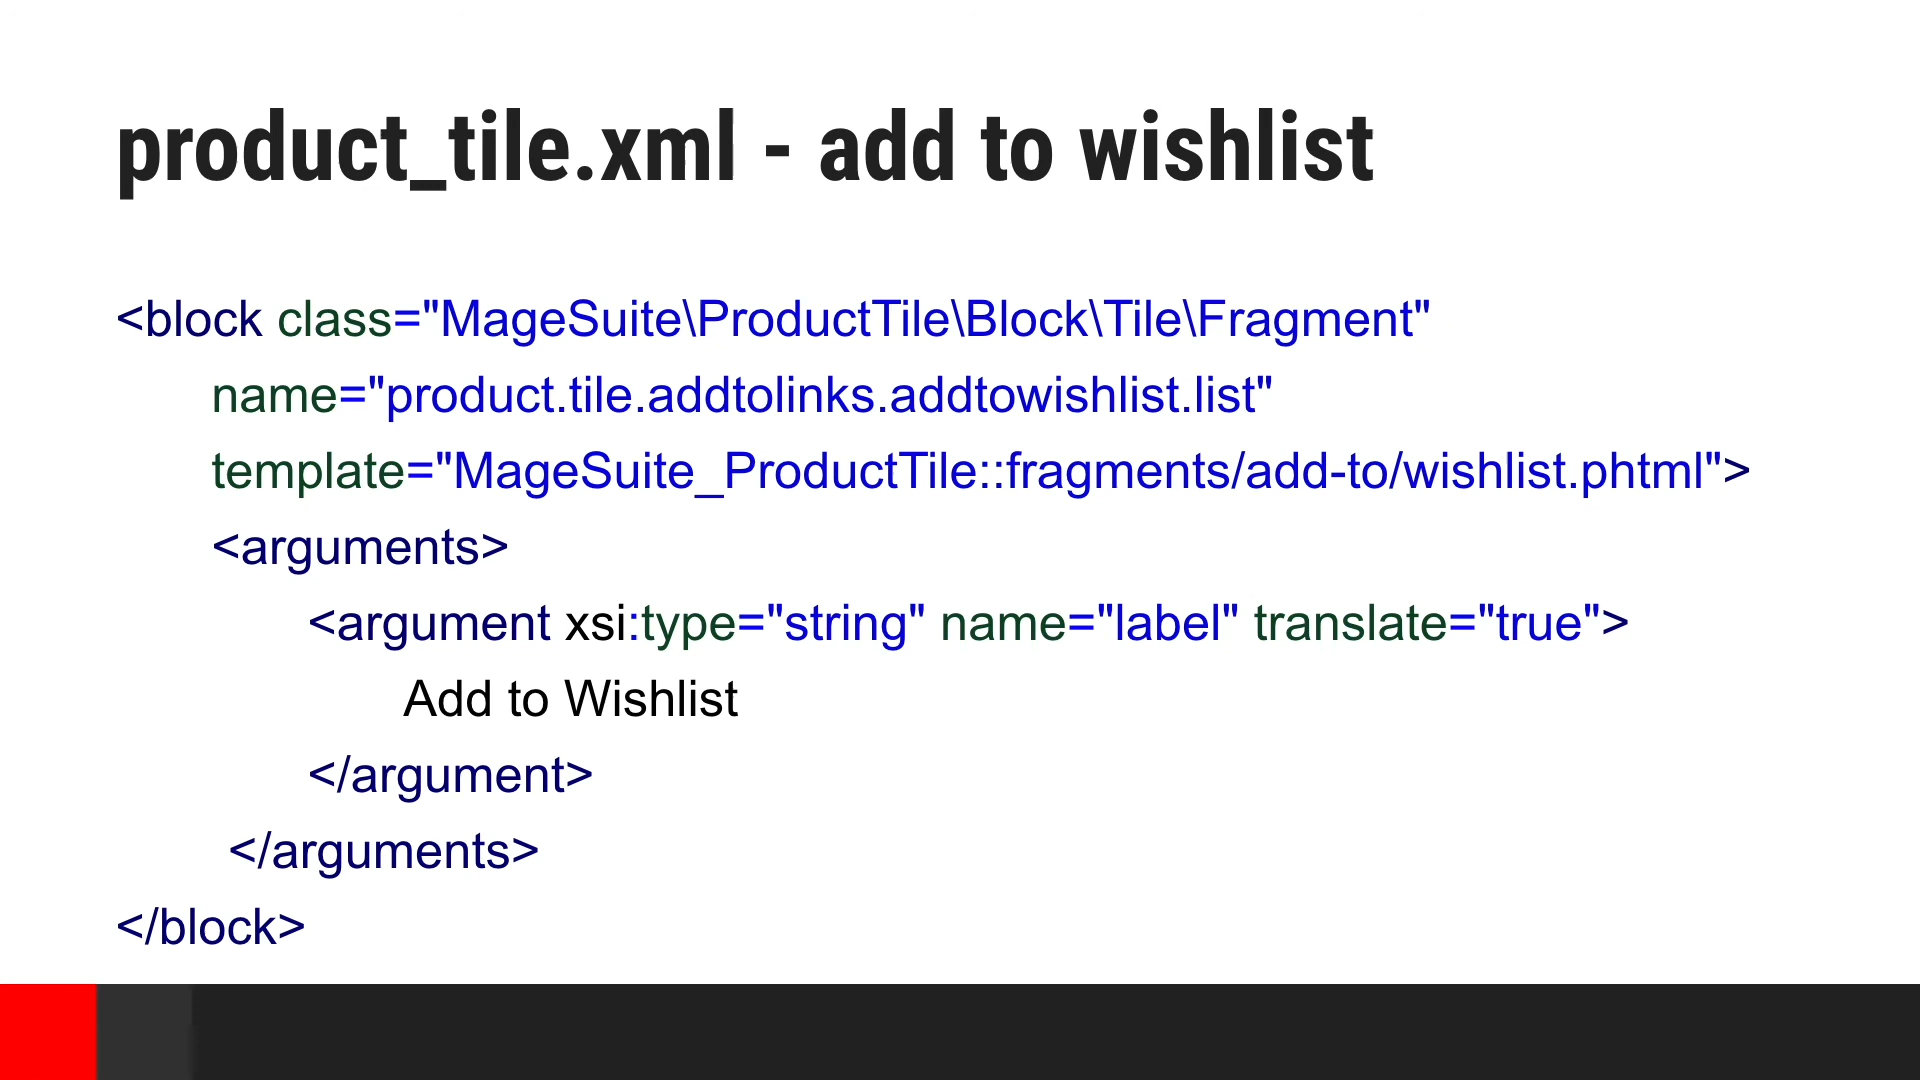 product_tile.xml - add to wishlist
<block class="MageSuite\ProductTile\Block\Tile\Fragment"
name="product.tile.addtolinks.addtowishlist.list"
template="MageSuite_ProductTile::fragments/add-to/wishlist.phtml">
<arguments>
<argument xsi:type="string" name="label" translate="true">
Add to Wishlist
</argument>
</arguments>
</block>